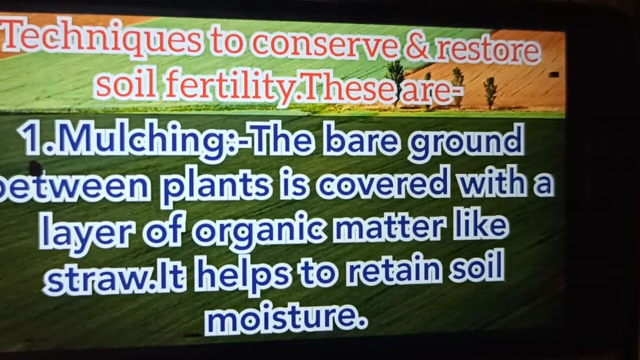 Techniques to conserve & restore
soil fertility.These are-
1.Mulching:-The bare ground
between plants is covered with a
layer of organic matter like
straw.It helps to retain soil
moisture.